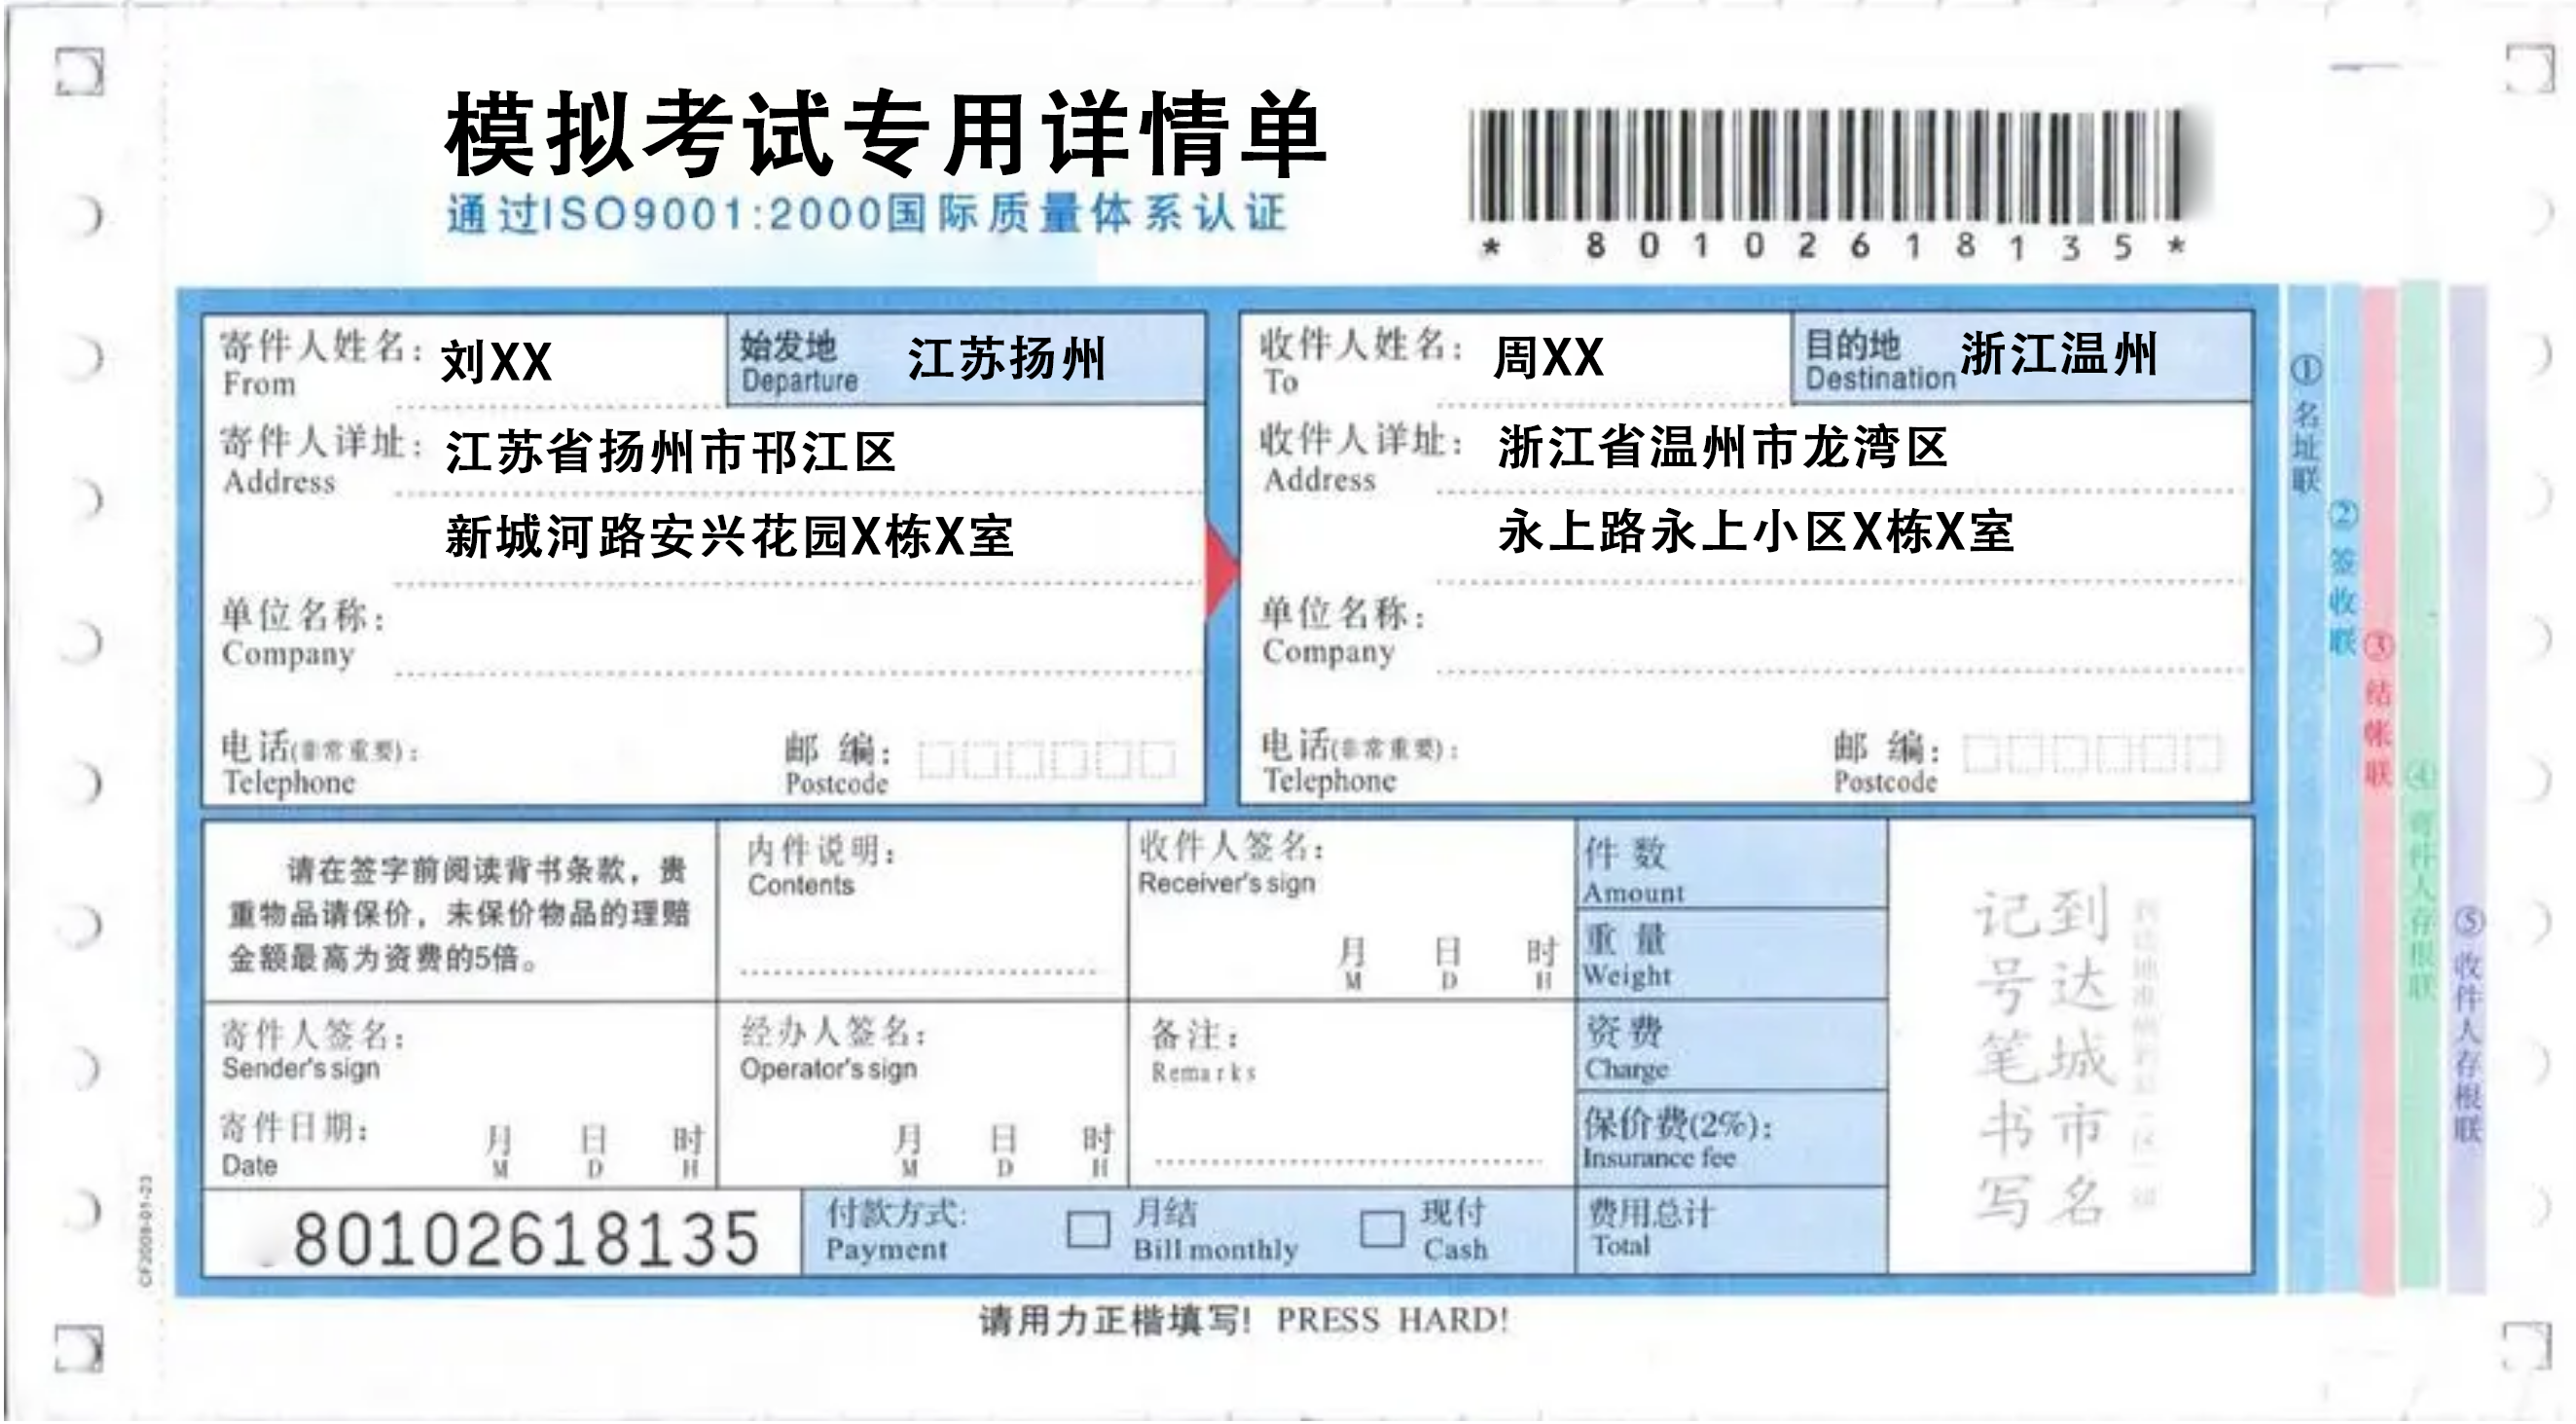 模拟考试专用详情单
通过ISO9001:2000国际质量体系认证
* 80102618135*
寄件人姓名：刘XX
From
始发地 江苏扬州
Departure
寄件人详址：江苏省扬州市邗江区
Address
新城河路安兴花园X栋X室
单位名称：
Company
电话(非常重要)：
Telephone
邮 编：
Postcode
收件人姓名：周XX
To
目的地 浙江温州
Destination
收件人详址：浙江省温州市龙湾区
Address
永上路永上小区X栋X室
单位名称：
Company
电话(非常重要)：
Telephone
邮 编：
Postcode
请在签字前阅读背书条款，贵
重物品请保价，未保价物品的理赔
金额最高为资费的5倍。
内件说明：
Contents
收件人签名：
Receiver's sign
月 日 时
M D H
件 数
Amount
重 量
Weight
寄件人签名：
Sender's sign
寄件日期：
Date
月 日 时
M D H
经办人签名：
Operator's sign
月 日 时
M D H
备注：
Remarks
资 费
Charge
保价费(2%)：
Insurance fee
80102618135
付款方式:
Payment
月结
Bill monthly
现付
Cash
费用总计
Total
到达城市名
记号笔书写
①名址联
②签收联
③结帐联
④寄件人存根联
⑤收件人存根联
CF2009-01-23
请用力正楷填写! PRESS HARD!